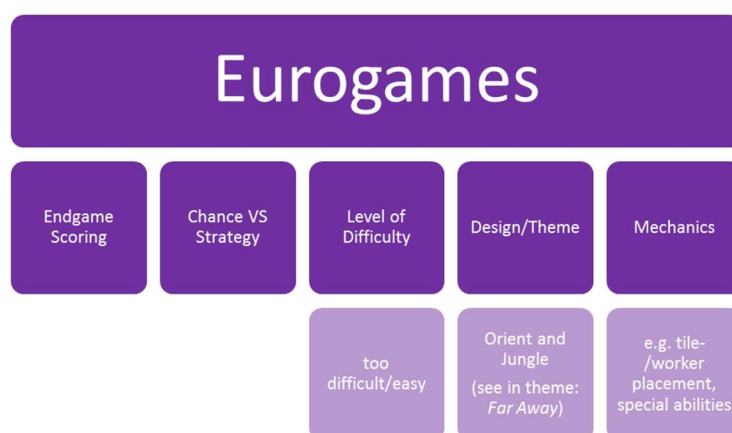 Eurogames
Endgame
Scoring
Chance VS
Strategy
Level of
Difficulty
Design/Theme
Mechanics
too
difficult/easy
Orient and
Jungle
(see in theme:
Far Away)
e.g. tile-
/worker
placement,
special abilities